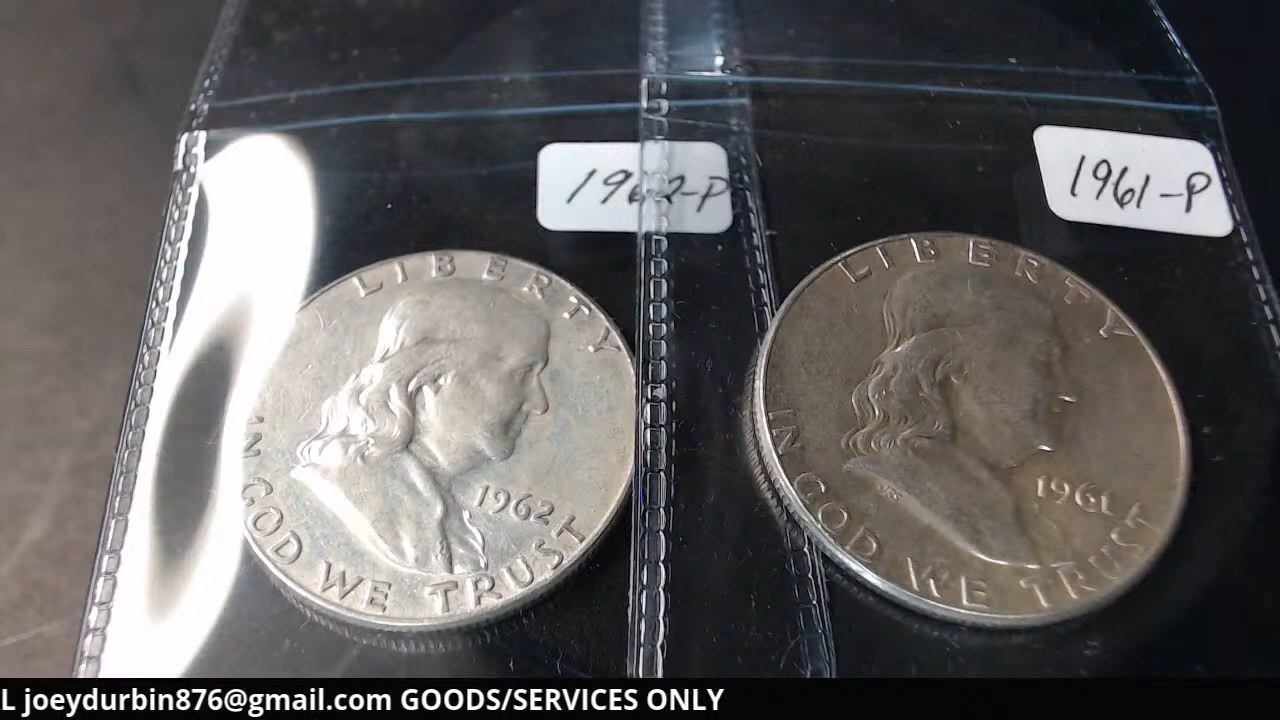 1962-P
1961-P
LIBERTY
IN GOD WE TRUST
1962
LIBERTY
IN GOD WE TRUST
1961
L joeydurbin876@gmail.com GOODS/SERVICES ONLY